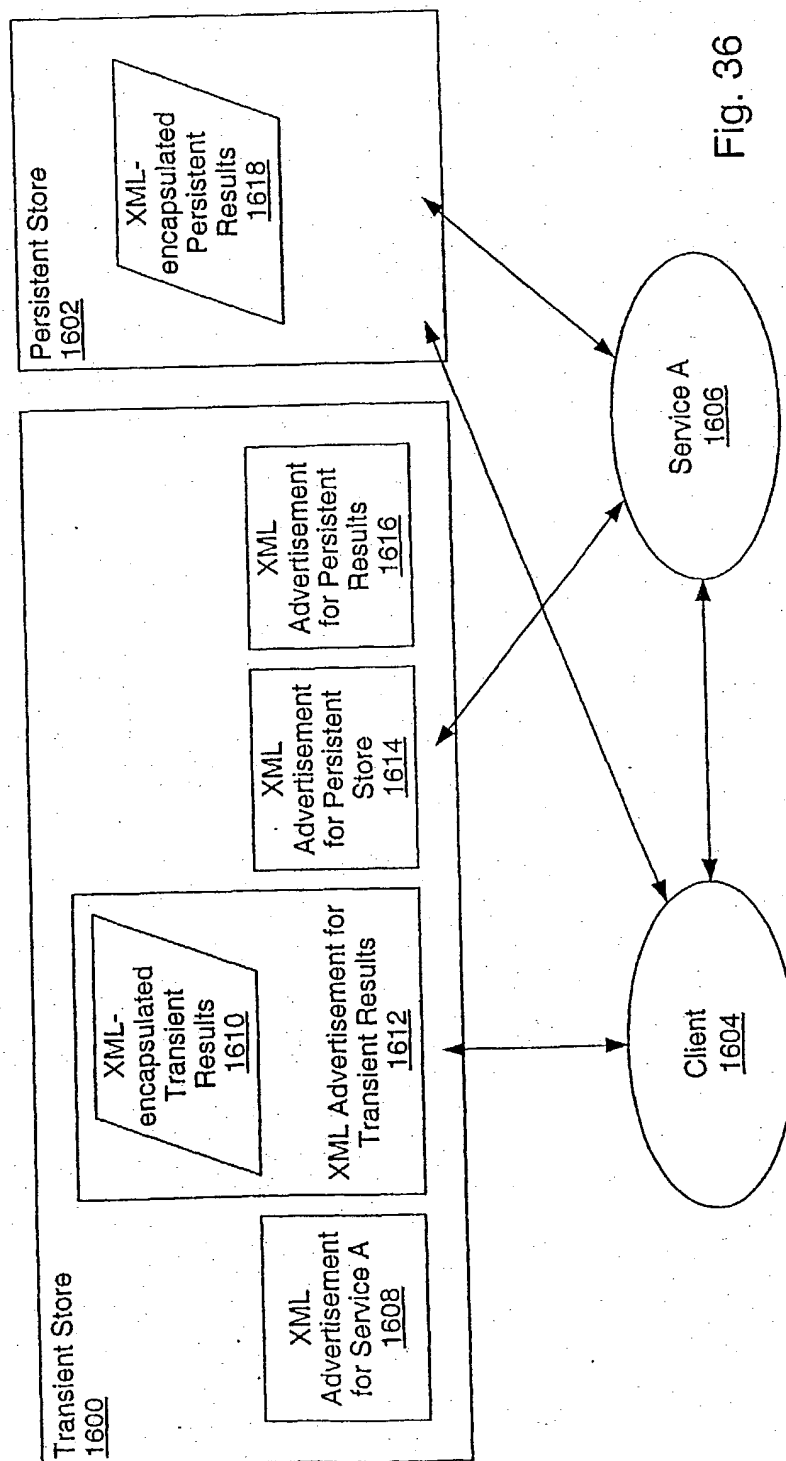 Transient Store
1600
XML
Advertisement
for Service A
1608
XML-
encapsulated
Transient
Results
1610
XML Advertisement for
Transient Results
1612
XML
Advertisement
for Persistent
Store
1614
XML
Advertisement
for Persistent
Results
1616
Persistent Store
1602
XML-
encapsulated
Persistent
Results
1618
Client
1604
Service A
1606
Fig. 36